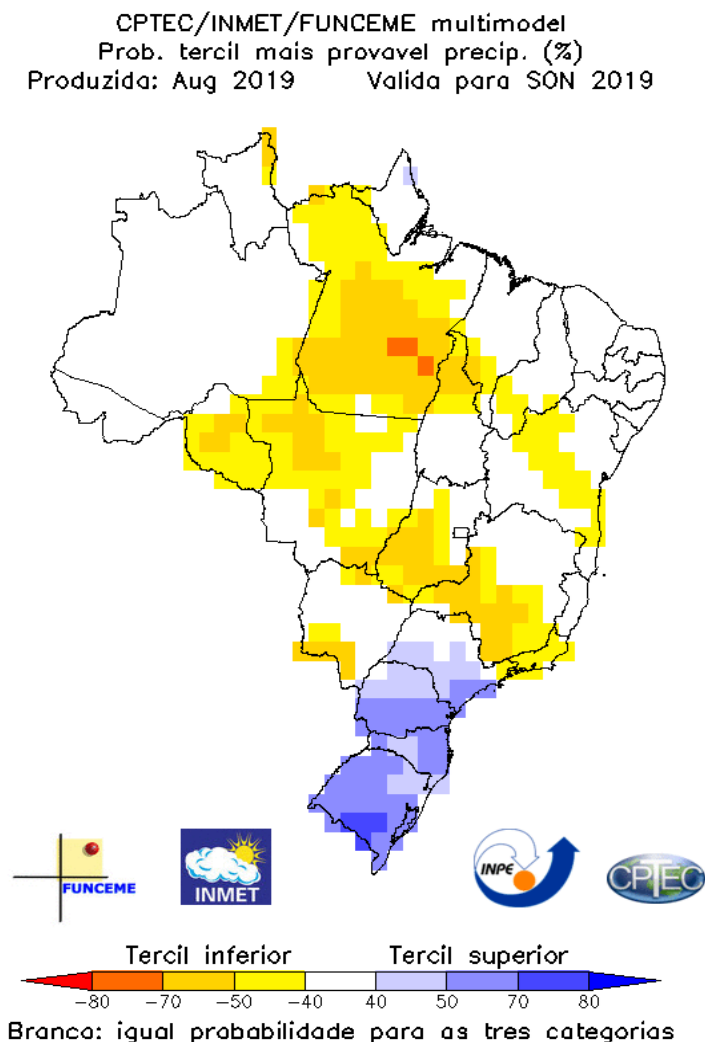 CPTEC/INMET/FUNCEME multimodel
Prob. tercil mais provavel precip. (%)
Produzida: Aug 2019 Valida para SON 2019
FUNCEME
INMET
INPE
CPTEC
Tercil inferior Tercil superior
-80 -70 -50 -40 40 50 70 80
Branca: igual probabilidade para as tres categorias